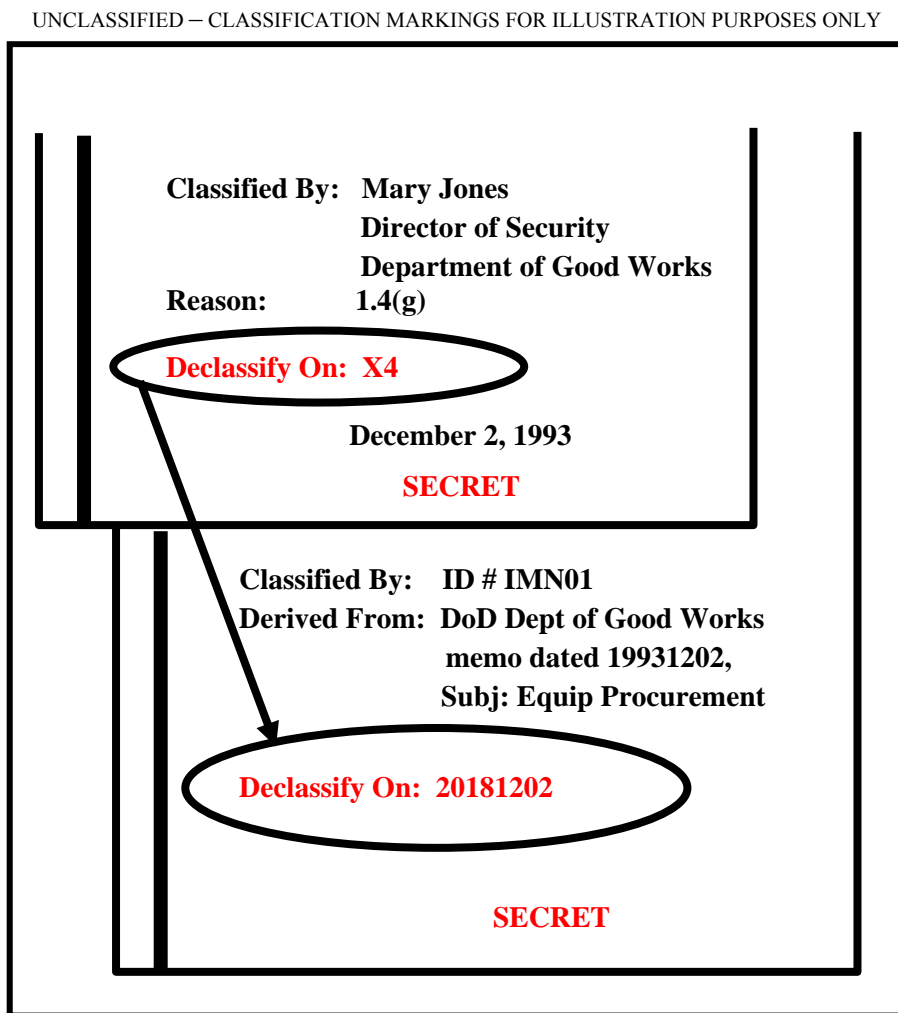 UNCLASSIFIED – CLASSIFICATION MARKINGS FOR ILLUSTRATION PURPOSES ONLY
Classified By: Mary Jones
Director of Security
Department of Good Works
Reason: 1.4(g)
Declassify On: X4
December 2, 1993
SECRET
Classified By: ID # IMN01
Derived From: DoD Dept of Good Works
memo dated 19931202,
Subj: Equip Procurement
Declassify On: 20181202
SECRET